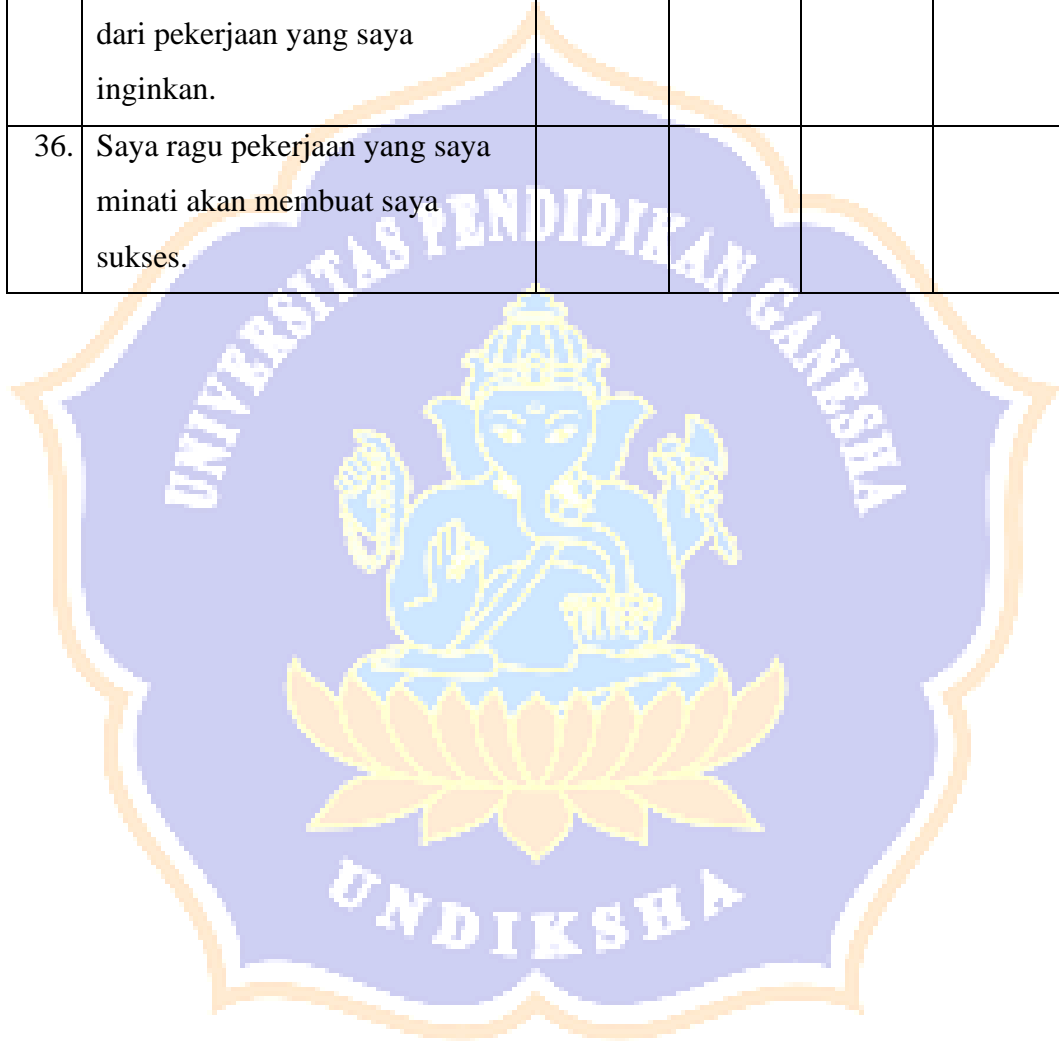 dari pekerjaan yang saya
inginkan.
36. Saya ragu pekerjaan yang saya
minati akan membuat saya
sukses.
UNIVERSITAS PENDIDIKAN GANESHA
UNDIKSHA